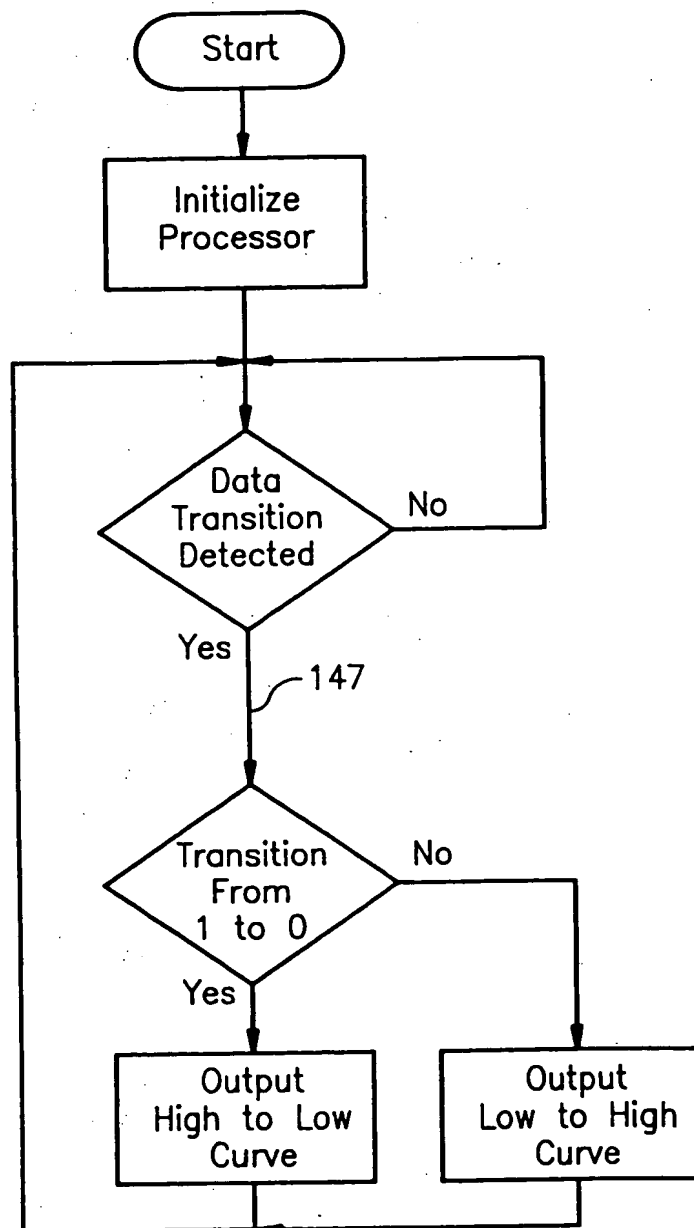 Start
Initialize
Processor
Data
Transition
Detected
No
Yes
147
Transition
From
1 to 0
No
Yes
Output
High to Low
Curve
Output
Low to High
Curve